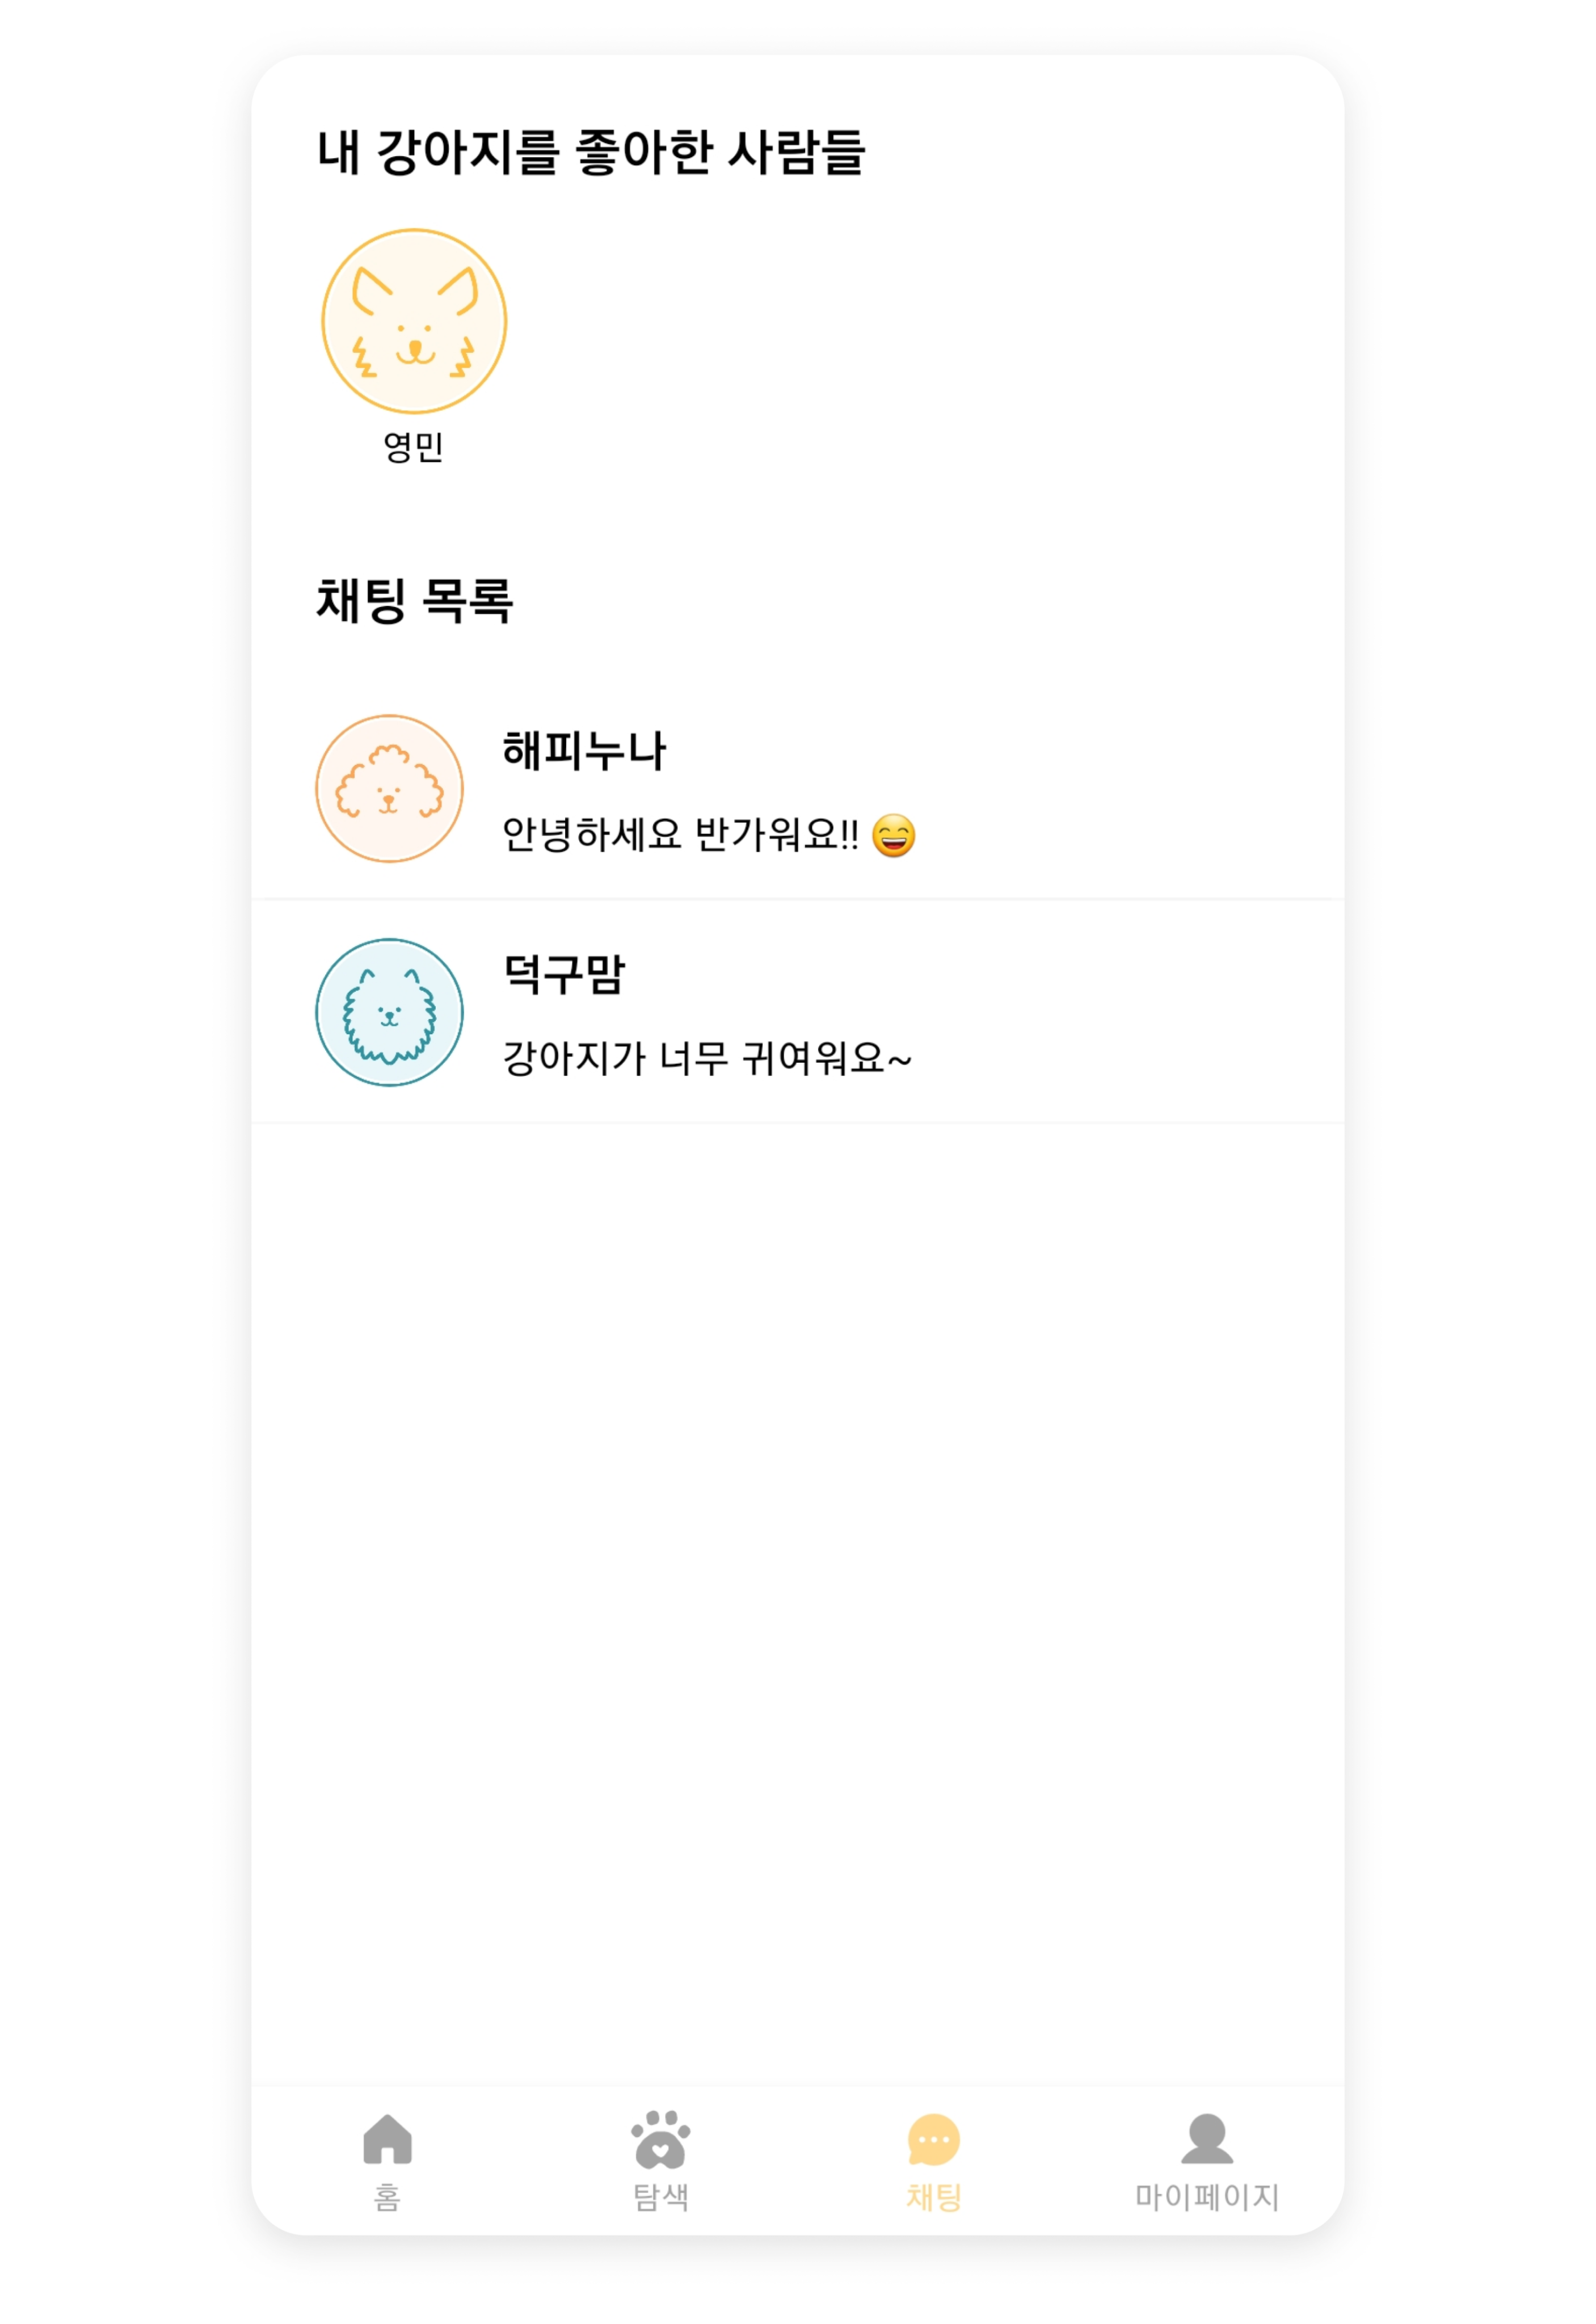 내 강아지를 좋아한 사람들
영민
채팅 목록
해피누나
안녕하세요 반가워요!! 😄
덕구맘
강아지가 너무 귀여워요~
홈
탐색
채팅
마이페이지